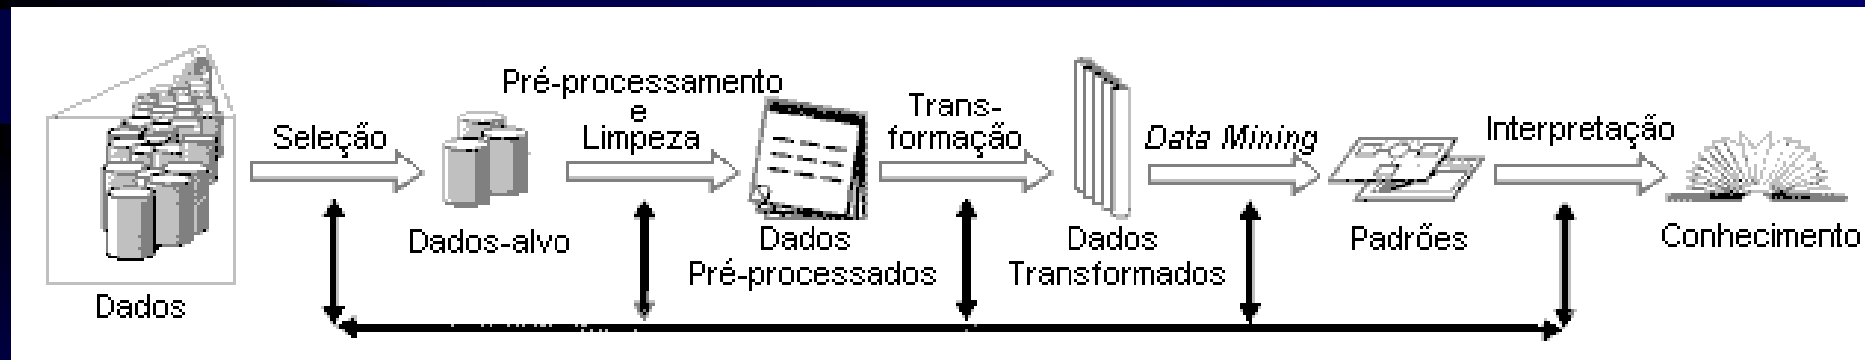 Dados
Seleção
Dados-alvo
Pré-processamento
e
Limpeza
Dados
Pré-processados
Trans-
formação
Dados
Transformados
Data Mining
Padrões
Interpretação
Conhecimento